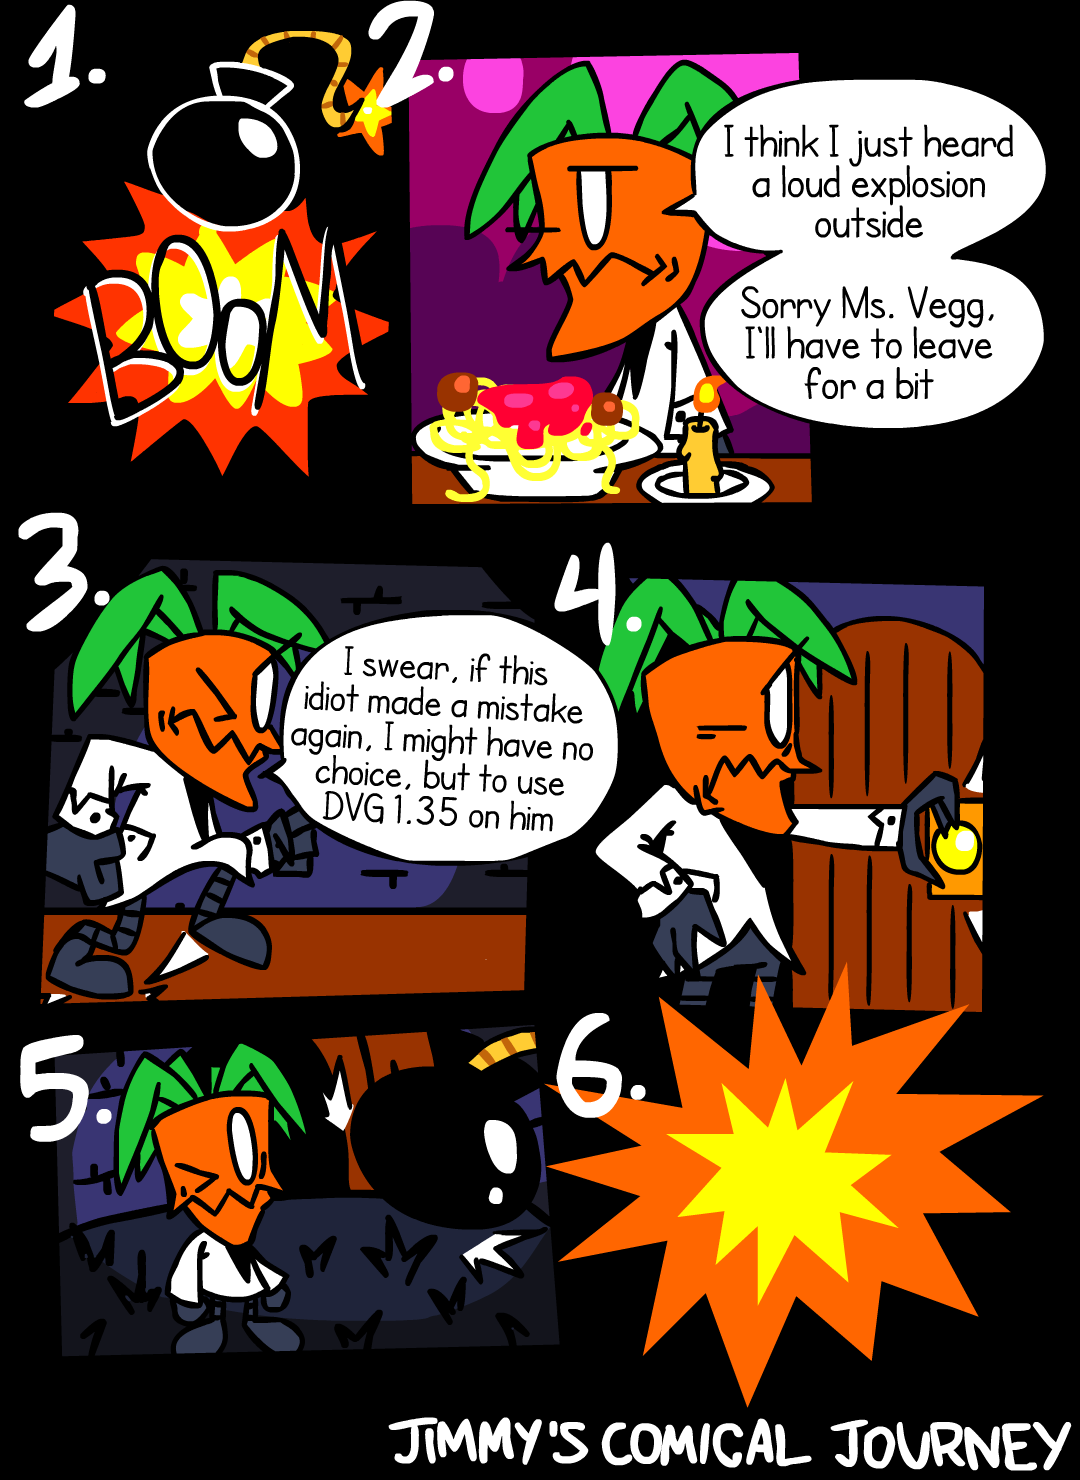 1.
BOOM
2.
I think I just heard
a loud explosion
outside
Sorry Ms. Vegg,
I'll have to leave
for a bit
3.
I swear, if this
idiot made a mistake
again, I might have no
choice, but to use
DVG 1.35 on him
4.
5.
6.
JIMMY'S COMICAL JOURNEY